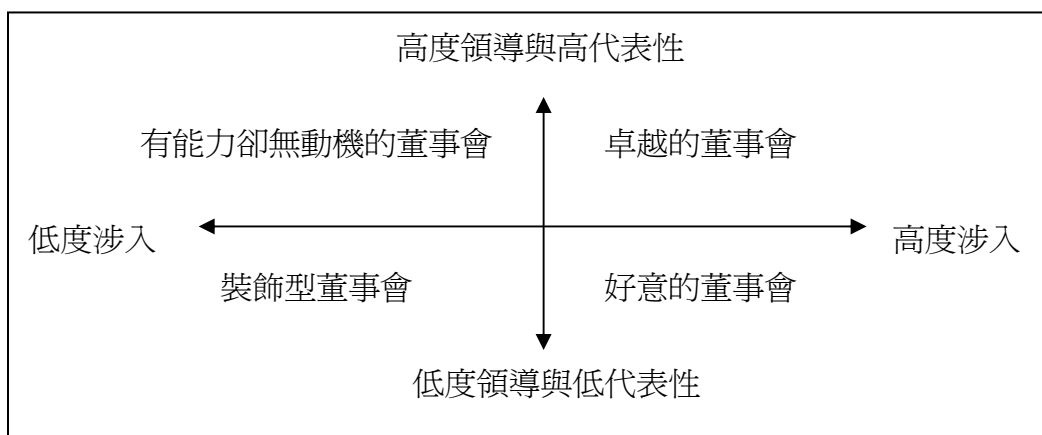 高度領導與高代表性
有能力卻無動機的董事會 卓越的董事會
低度涉入 高度涉入
裝飾型董事會 好意的董事會
低度領導與低代表性